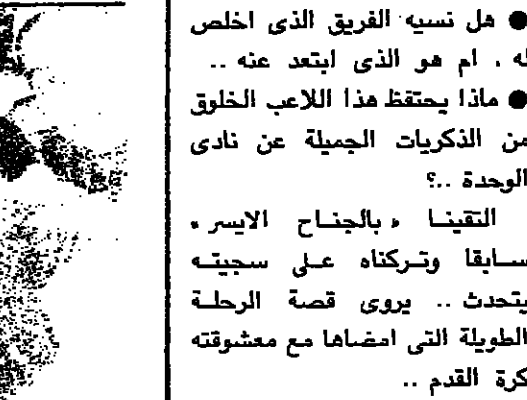 ● هل نسيه الفريق الذى اخلص
له ، ام هو الذى ابتعد عنه ..
● ماذا يحتفظ هذا اللاعب الخلوق
من الذكريات الجميلة عن نادى
الوحدة ..؟
التقينا « بالجناح الايسر »
سابقا وتركناه على سجيته
يتحدث .. يروى قصة الرحلة
الطويلة التى امضاها مع معشوقته
كرة القدم ..